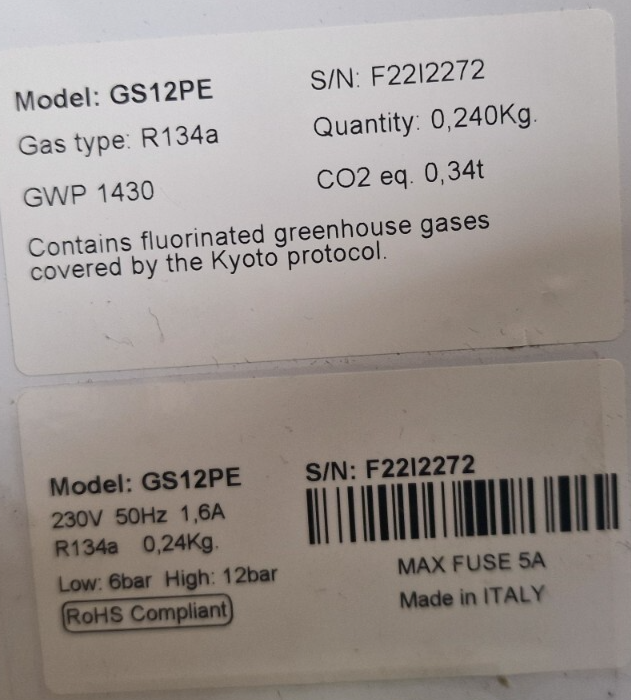 Model: GS12PE S/N: F22I2272
Gas type: R134a Quantity: 0,240Kg.
GWP 1430 CO2 eq. 0,34t
Contains fluorinated greenhouse gases
covered by the Kyoto protocol.
Model: GS12PE S/N: F22I2272
230V 50Hz 1,6A
R134a 0,24Kg.
Low: 6bar High: 12bar MAX FUSE 5A
RoHS Compliant Made in ITALY